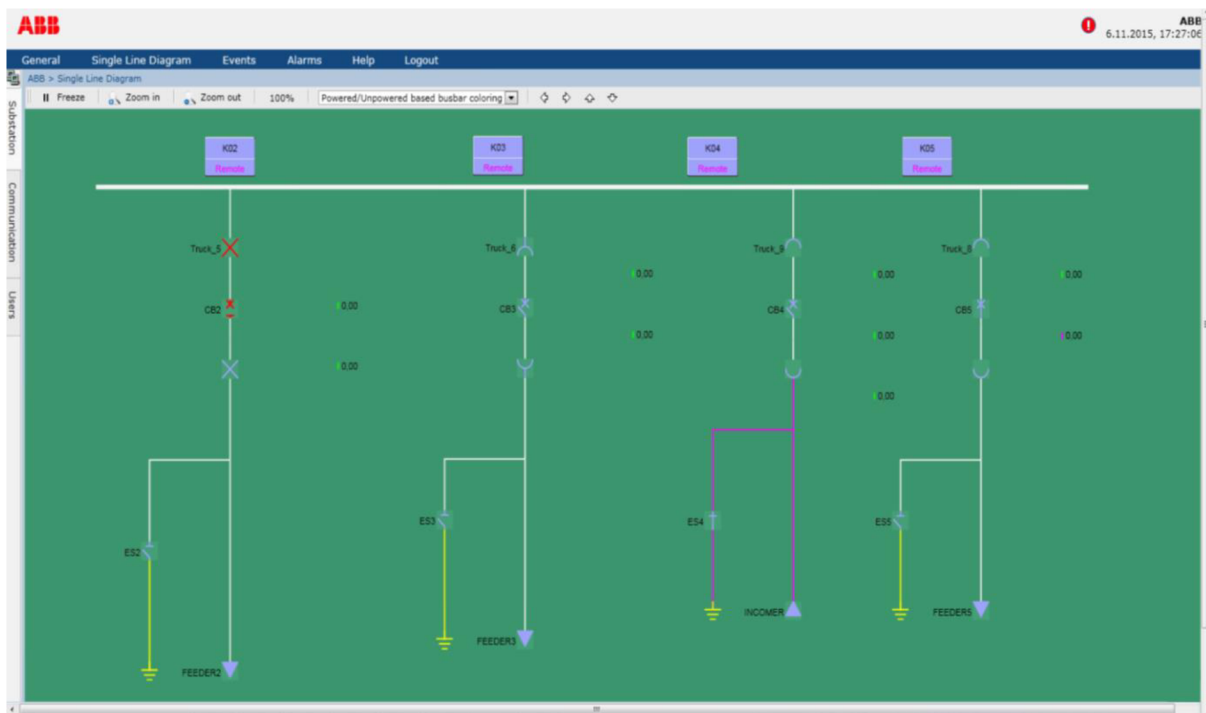 ABB
ABB
6.11.2015, 17:27:06
General Single Line Diagram Events Alarms Help Logout
ABB > Single Line Diagram
Freeze Zoom in Zoom out 100% Powered/Unpowered based busbar coloring
Substation
Communication
Users
K02
Remote
K03
Remote
K04
Remote
K05
Remote
Truck_5
Truck_6
Truck_9
Truck_8
0,00
0,00
0,00
CB2
0,00
CB3
CB4
CB5
0,00
0,00
0,00
0,00
0,00
ES2
ES3
ES4
ES5
FEEDER2
FEEDER3
INCOMER
FEEDER5